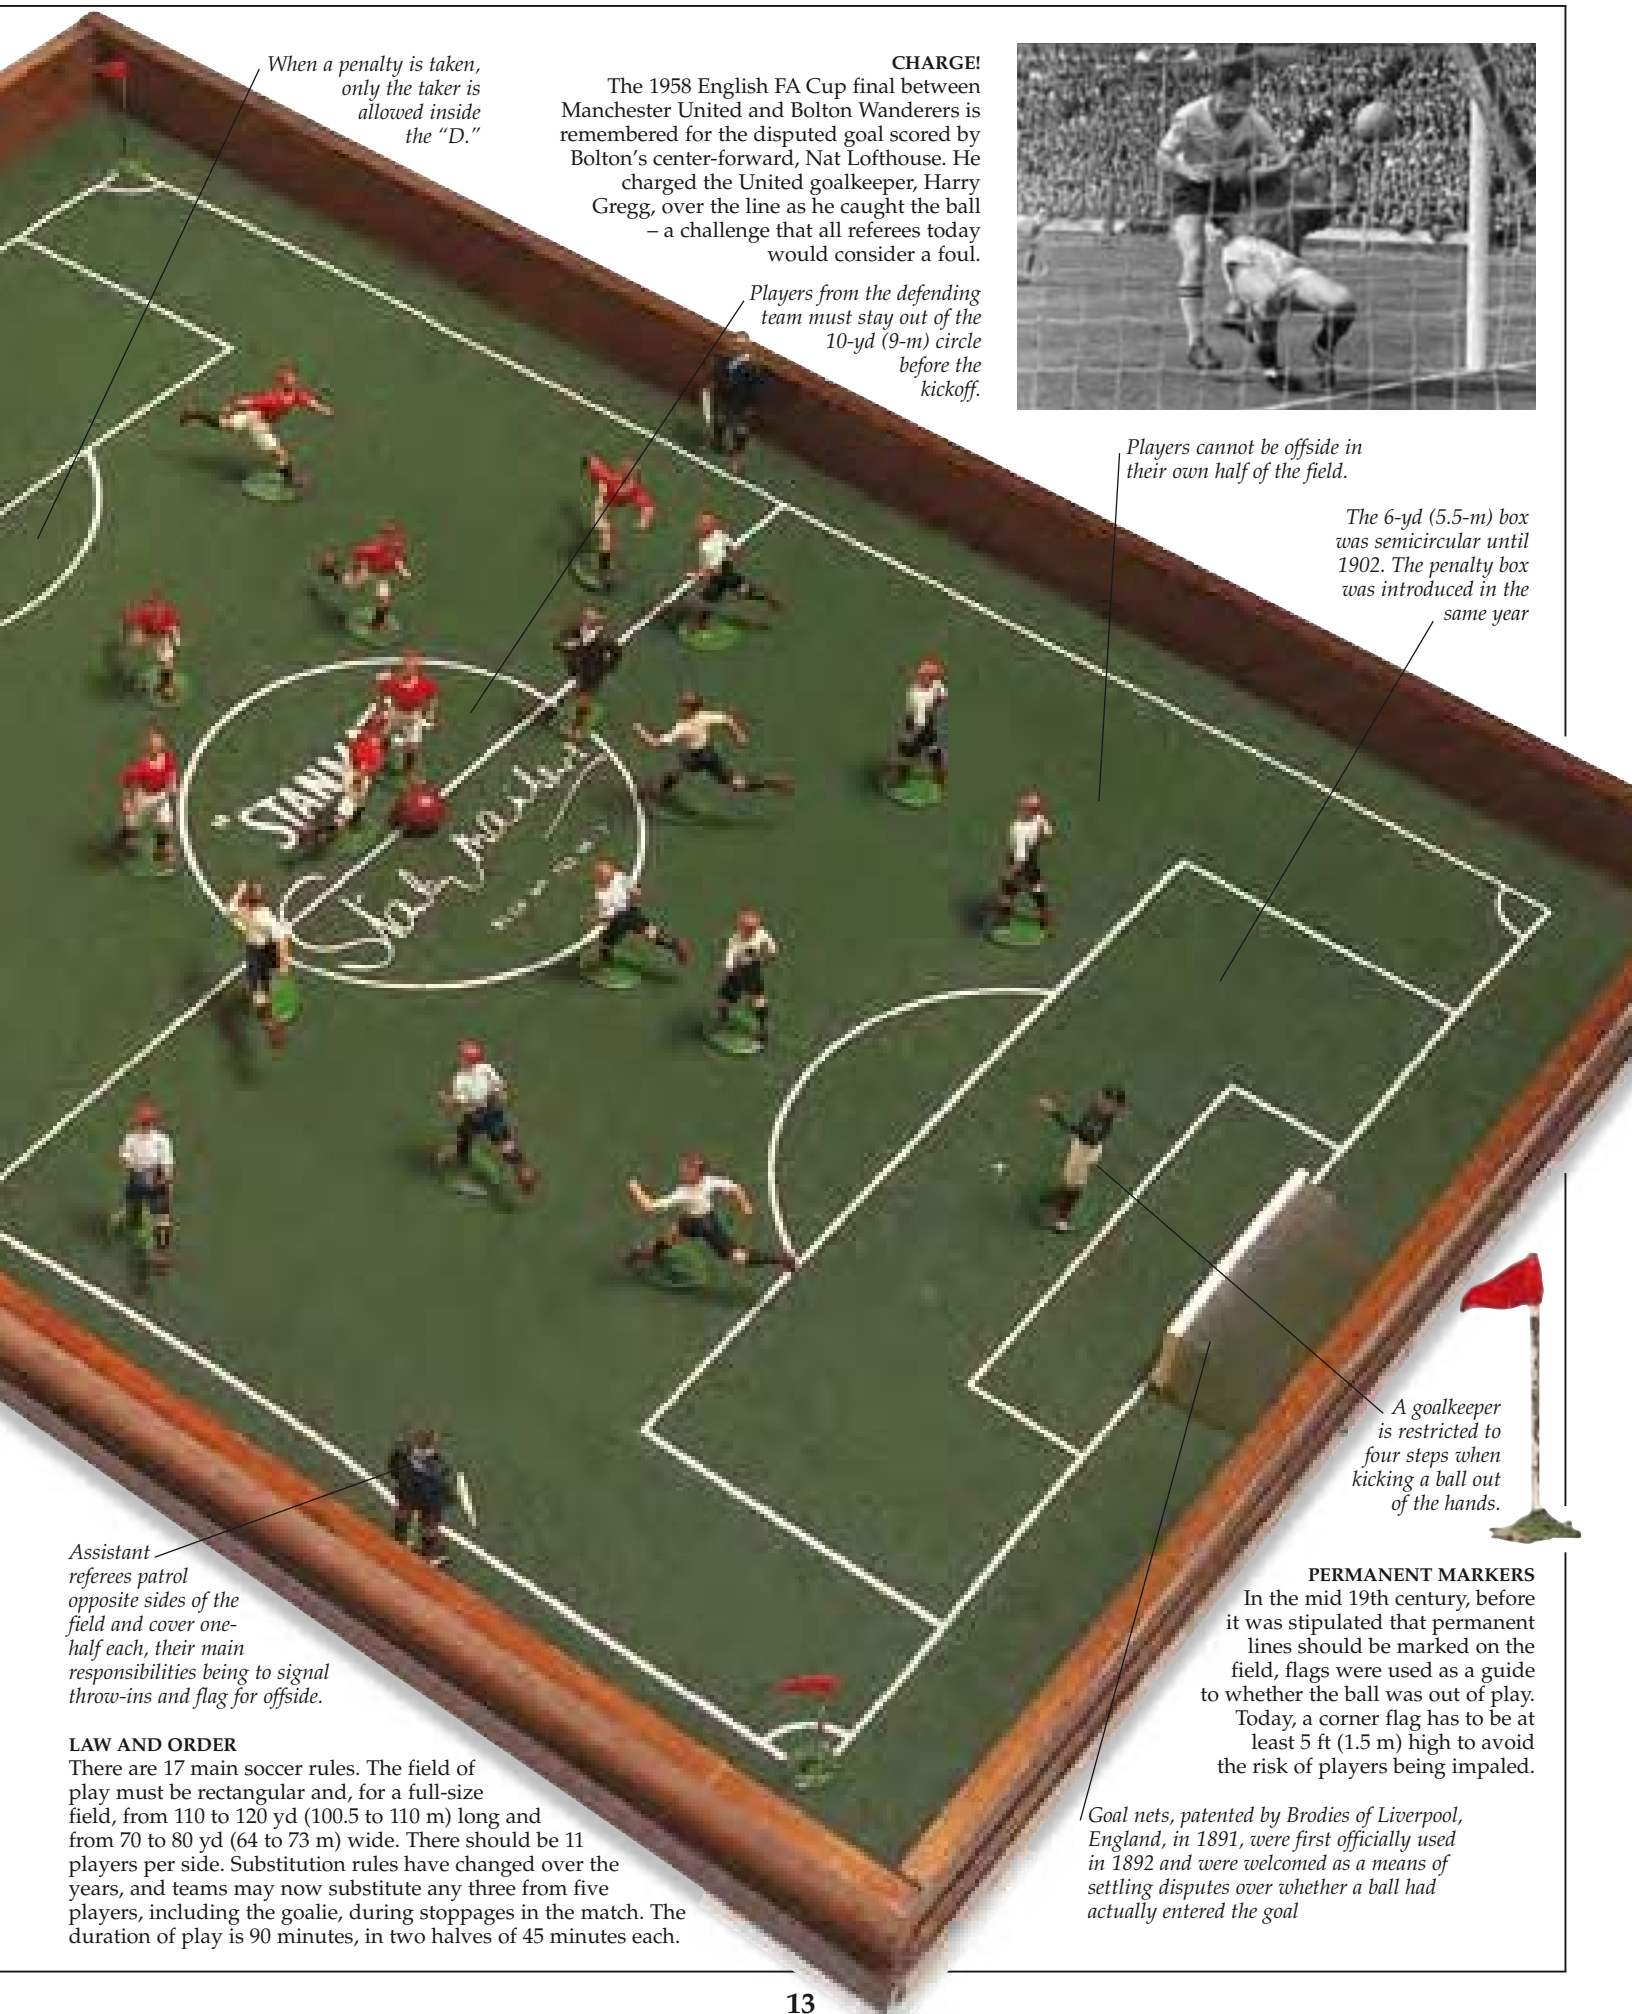 When a penalty is taken,
only the taker is
allowed inside
the “D.”
CHARGE!
The 1958 English FA Cup final between
Manchester United and Bolton Wanderers is
remembered for the disputed goal scored by
Bolton’s center-forward, Nat Lofthouse. He
charged the United goalkeeper, Harry
Gregg, over the line as he caught the ball
– a challenge that all referees today
would consider a foul.
Players from the defending
team must stay out of the
10-yd (9-m) circle
before the
kickoff.
Players cannot be offside in
their own half of the field.
The 6-yd (5.5-m) box
was semicircular until
1902. The penalty box
was introduced in the
same year
A goalkeeper
is restricted to
four steps when
kicking a ball out
of the hands.
Assistant
referees patrol
opposite sides of the
field and cover one-
half each, their main
responsibilities being to signal
throw-ins and flag for offside.
LAW AND ORDER
There are 17 main soccer rules. The field of
play must be rectangular and, for a full-size
field, from 110 to 120 yd (100.5 to 110 m) long and
from 70 to 80 yd (64 to 73 m) wide. There should be 11
players per side. Substitution rules have changed over the
years, and teams may now substitute any three from five
players, including the goalie, during stoppages in the match. The
duration of play is 90 minutes, in two halves of 45 minutes each.
PERMANENT MARKERS
In the mid 19th century, before
it was stipulated that permanent
lines should be marked on the
field, flags were used as a guide
to whether the ball was out of play.
Today, a corner flag has to be at
least 5 ft (1.5 m) high to avoid
the risk of players being impaled.
Goal nets, patented by Brodies of Liverpool,
England, in 1891, were first officially used
in 1892 and were welcomed as a means of
settling disputes over whether a ball had
actually entered the goal
13